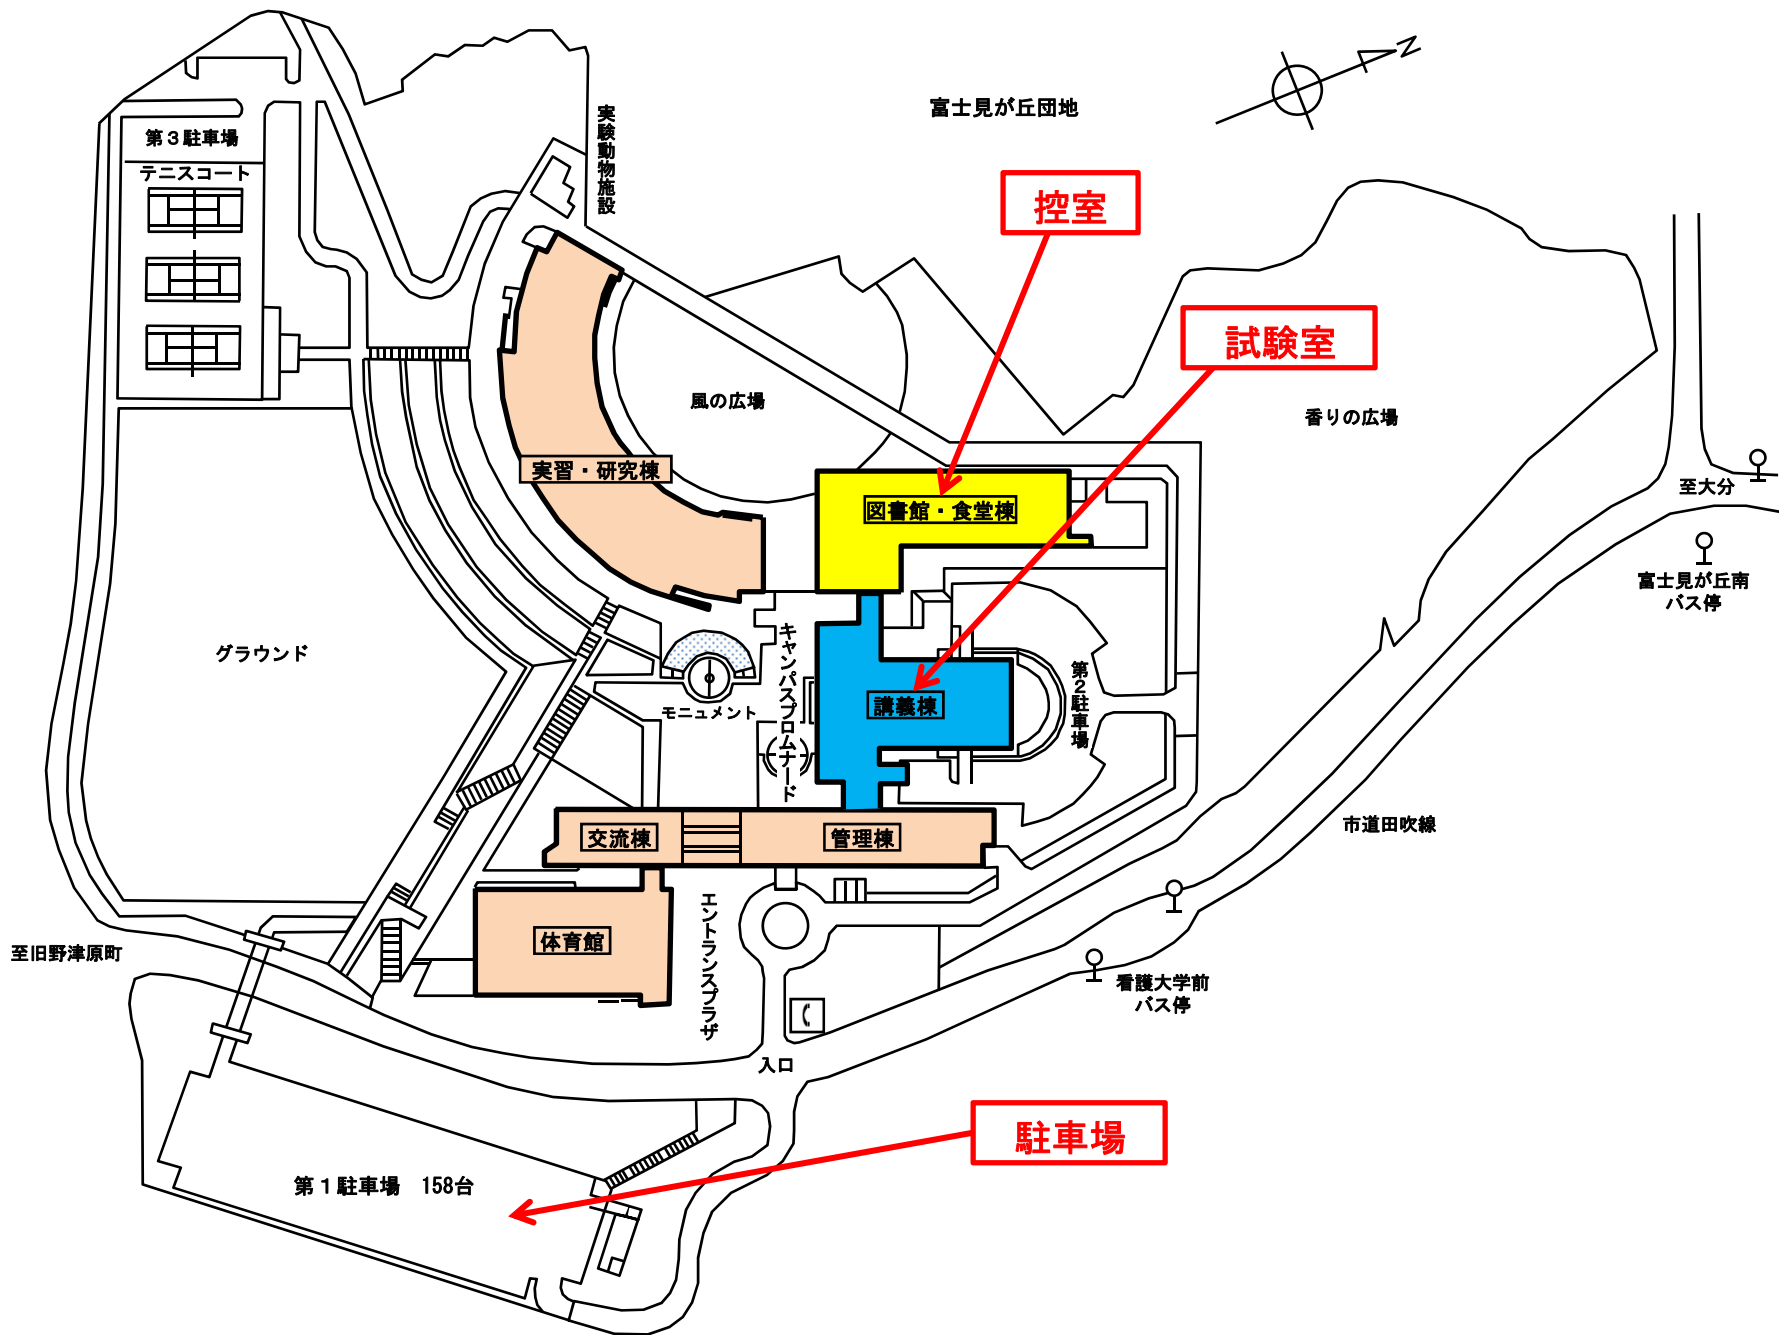 N
富士見が丘団地
実験動物施設
第3駐車場
テニスコート
控室
試験室
風の広場
香りの広場
実習・研究棟
図書館・食堂棟
至大分
富士見が丘南
バス停
グラウンド
キャンパスプロムナード
モニュメント
講義棟
第2駐車場
交流棟
管理棟
市道田吹線
体育館
エントランスプラザ
至旧野津原町
看護大学前
バス停
入口
駐車場
第1駐車場　158台